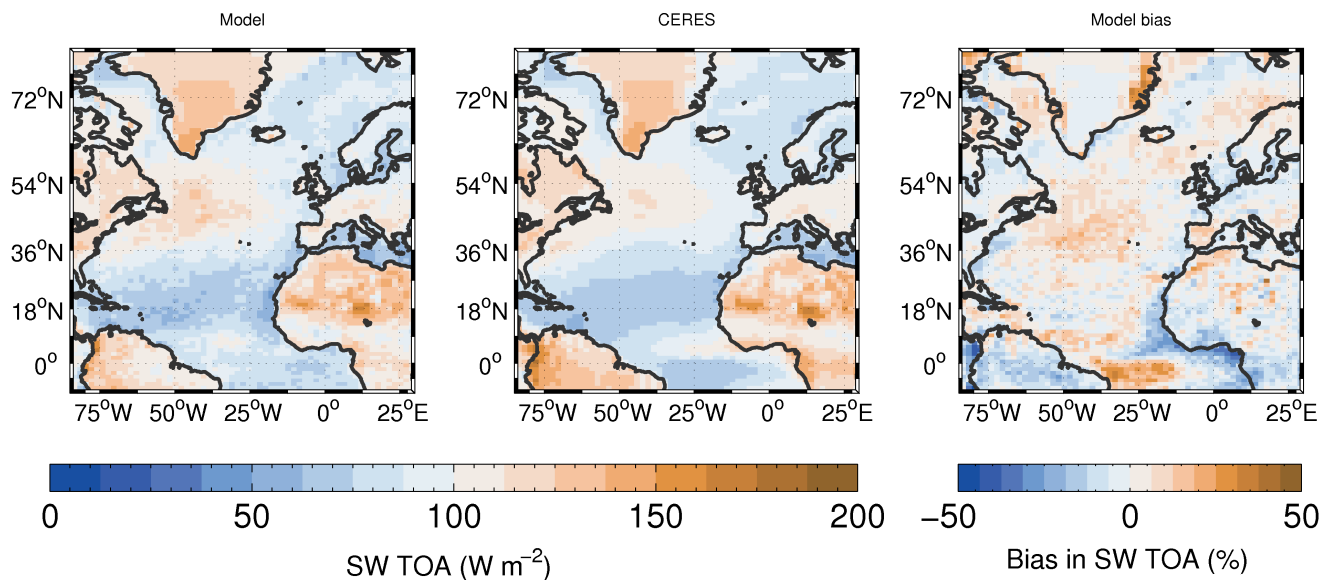 Model CERES Model bias
72°N 72°N 72°N
54°N 54°N 54°N
36°N 36°N 36°N
18°N 18°N 18°N
0° 0° 0°
75°W 50°W 25°W 0° 25°E 75°W 50°W 25°W 0° 25°E 75°W 50°W 25°W 0° 25°E
0 50 100 150 200 −50 0 50
SW TOA (W m⁻²) Bias in SW TOA (%)